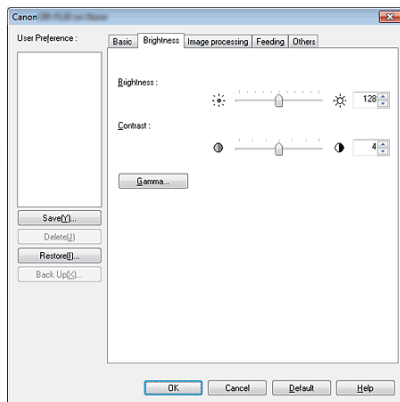 Canon
User Preference :
Basic Brightness Image processing Feeding Others
Brightness :
128
Contrast :
4
Gamma...
Save(Y)...
Delete(J)
Restore(I)...
Back Up(X)...
OK Cancel Default Help